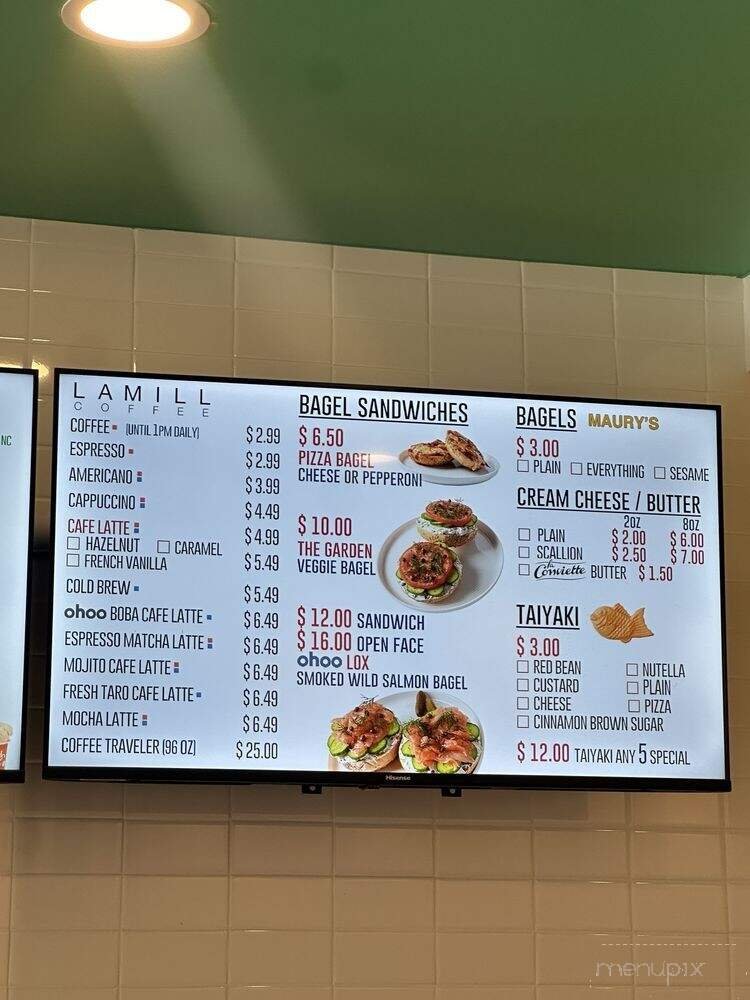 NC
LAMILL
COFFEE
COFFEE (UNTIL 1PM DAILY) $2.99
ESPRESSO $2.99
AMERICANO $3.99
CAPPUCCINO $4.49
CAFE LATTE $4.99
HAZELNUT CARAMEL
FRENCH VANILLA $5.49
COLD BREW $5.49
ohoo BOBA CAFE LATTE $6.49
ESPRESSO MATCHA LATTE $6.49
MOJITO CAFE LATTE $6.49
FRESH TARO CAFE LATTE $6.49
MOCHA LATTE $6.49
COFFEE TRAVELER (96 OZ) $25.00
BAGEL SANDWICHES
$6.50
PIZZA BAGEL
CHEESE OR PEPPERONI
$10.00
THE GARDEN
VEGGIE BAGEL
$12.00 SANDWICH
$16.00 OPEN FACE
ohoo LOX
SMOKED WILD SALMON BAGEL
BAGELS MAURY'S
$3.00
PLAIN EVERYTHING SESAME
CREAM CHEESE / BUTTER
2OZ 8OZ
PLAIN $2.00 $6.00
SCALLION $2.50 $7.00
la Conviette BUTTER $1.50
TAIYAKI
$3.00
RED BEAN NUTELLA
CUSTARD PLAIN
CHEESE PIZZA
CINNAMON BROWN SUGAR
$12.00 TAIYAKI ANY 5 SPECIAL
Hisense
menupix